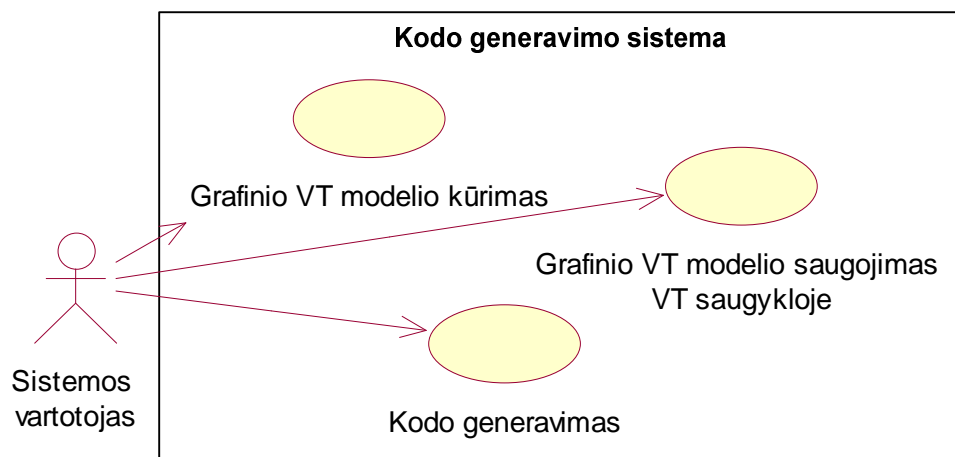 Kodo generavimo sistema
Grafinio VT modelio kūrimas
Grafinio VT modelio saugojimas
VT saugykloje
Sistemos
vartotojas
Kodo generavimas